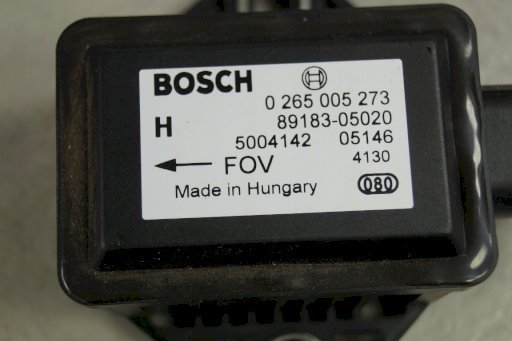 BOSCH
0 265 005 273
H 89183-05020
5004142 05146
FOV 4130
Made in Hungary 080